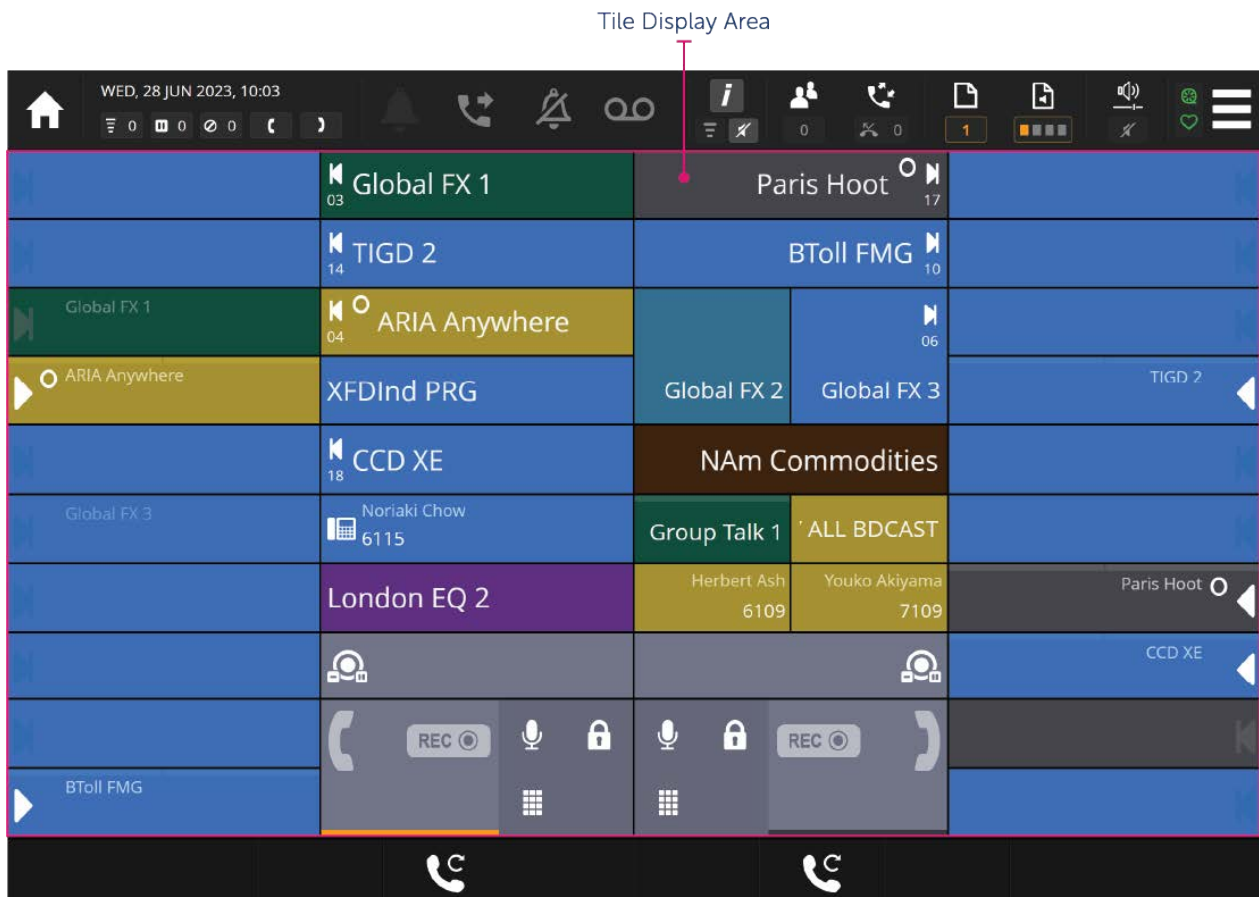 Tile Display Area
WED, 28 JUN 2023, 10:03
0 0 0
0 0 1
Global FX 1 Paris Hoot
03 17
TIGD 2 BToll FMG
14 10
Global FX 1 ARIA Anywhere
04 06
ARIA Anywhere XFDInd PRG Global FX 2 Global FX 3 TIGD 2
CCD XE NAm Commodities
18
Global FX 3 Noriaki Chow Group Talk 1 ALL BDCAST
6115
London EQ 2 Herbert Ash Youko Akiyama Paris Hoot
6109 7109
CCD XE
REC REC
BToll FMG